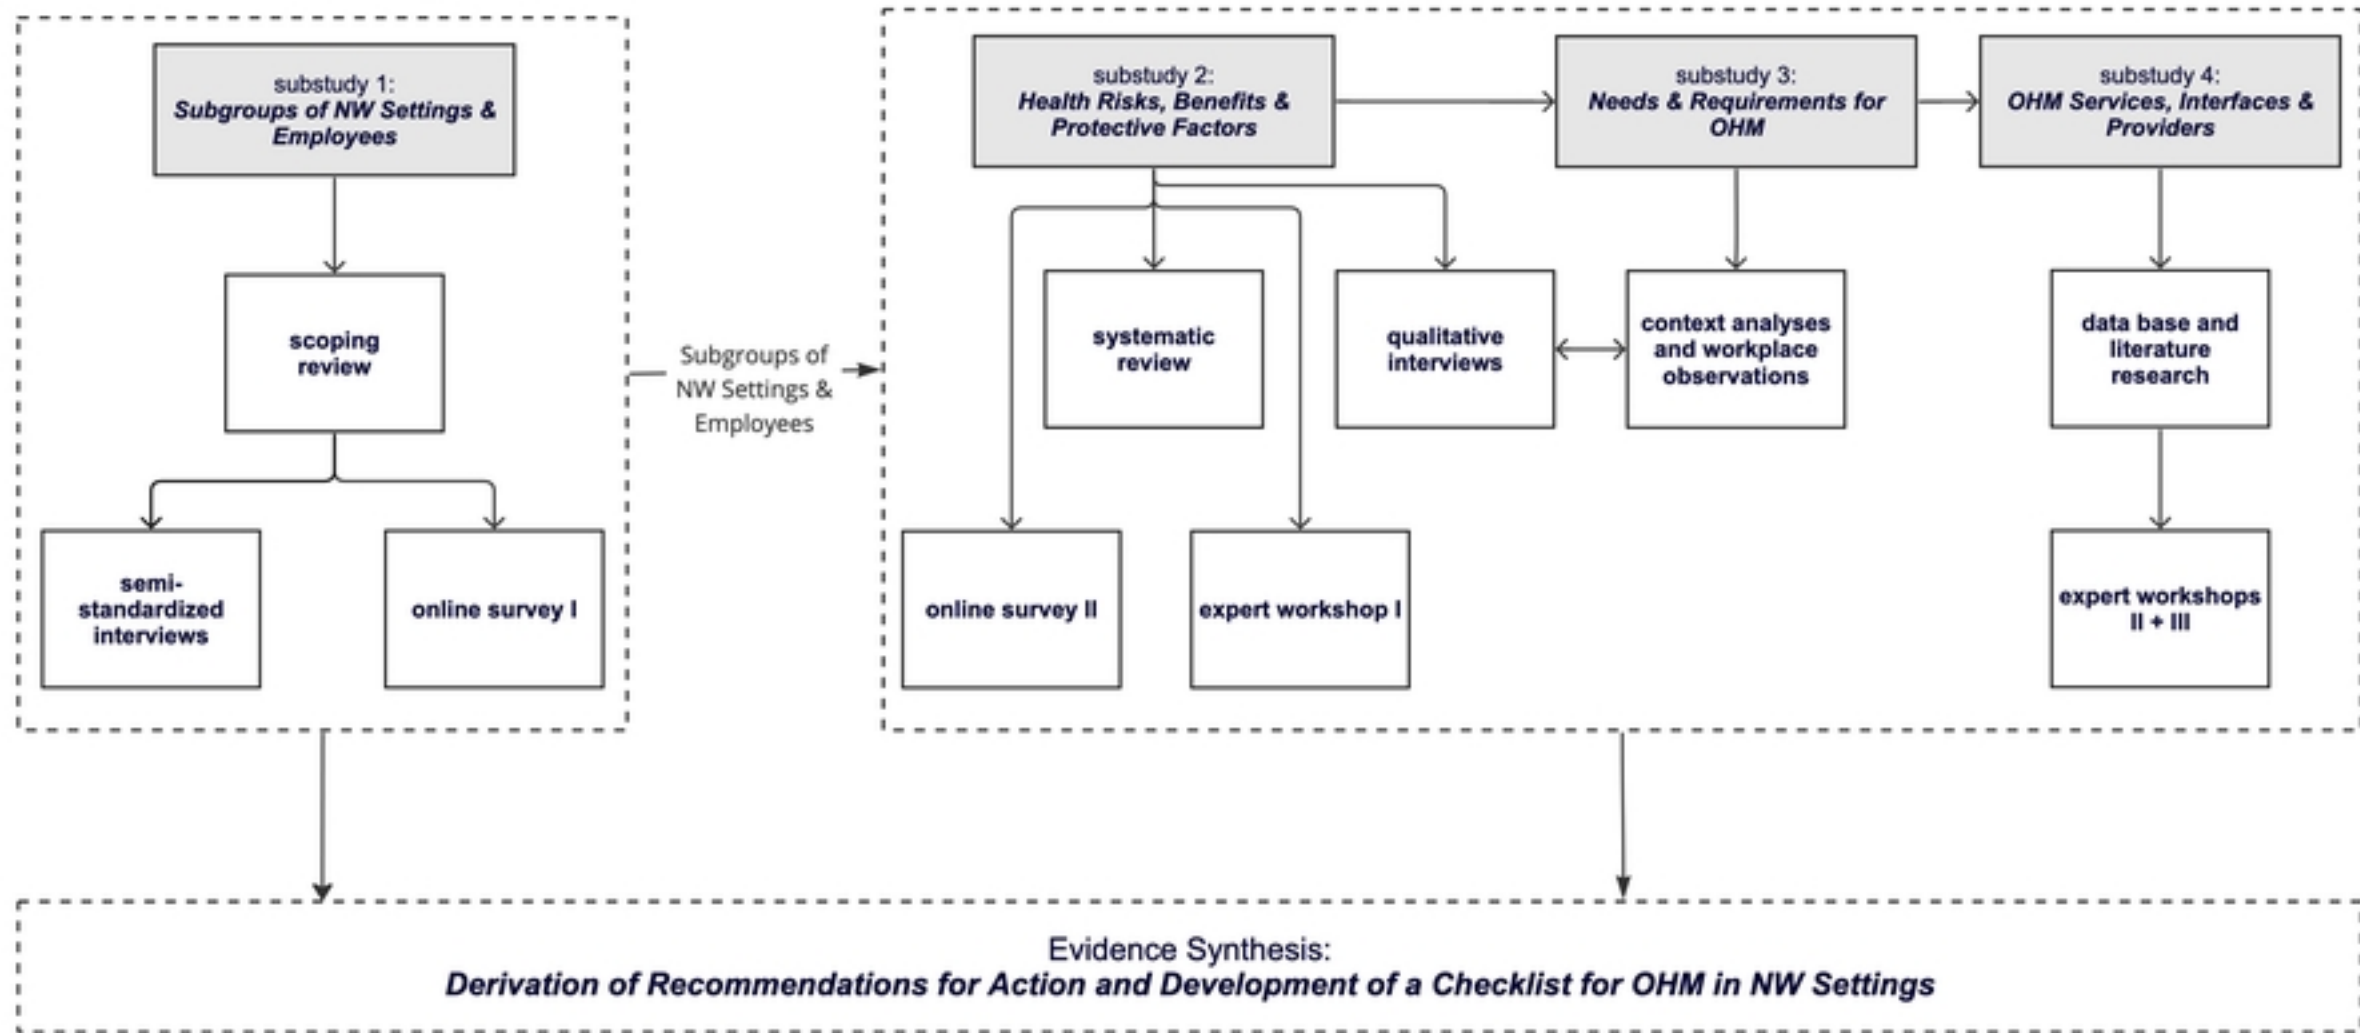 substudy 1:
Subgroups of NW Settings &
Employees
scoping
review
semi-
standardized
interviews
online survey I
Subgroups of
NW Settings &
Employees
substudy 2:
Health Risks, Benefits &
Protective Factors
substudy 3:
Needs & Requirements for
OHM
substudy 4:
OHM Services, Interfaces &
Providers
systematic
review
qualitative
interviews
context analyses
and workplace
observations
data base and
literature
research
online survey II
expert workshop I
expert workshops
II + III
Evidence Synthesis:
Derivation of Recommendations for Action and Development of a Checklist for OHM in NW Settings